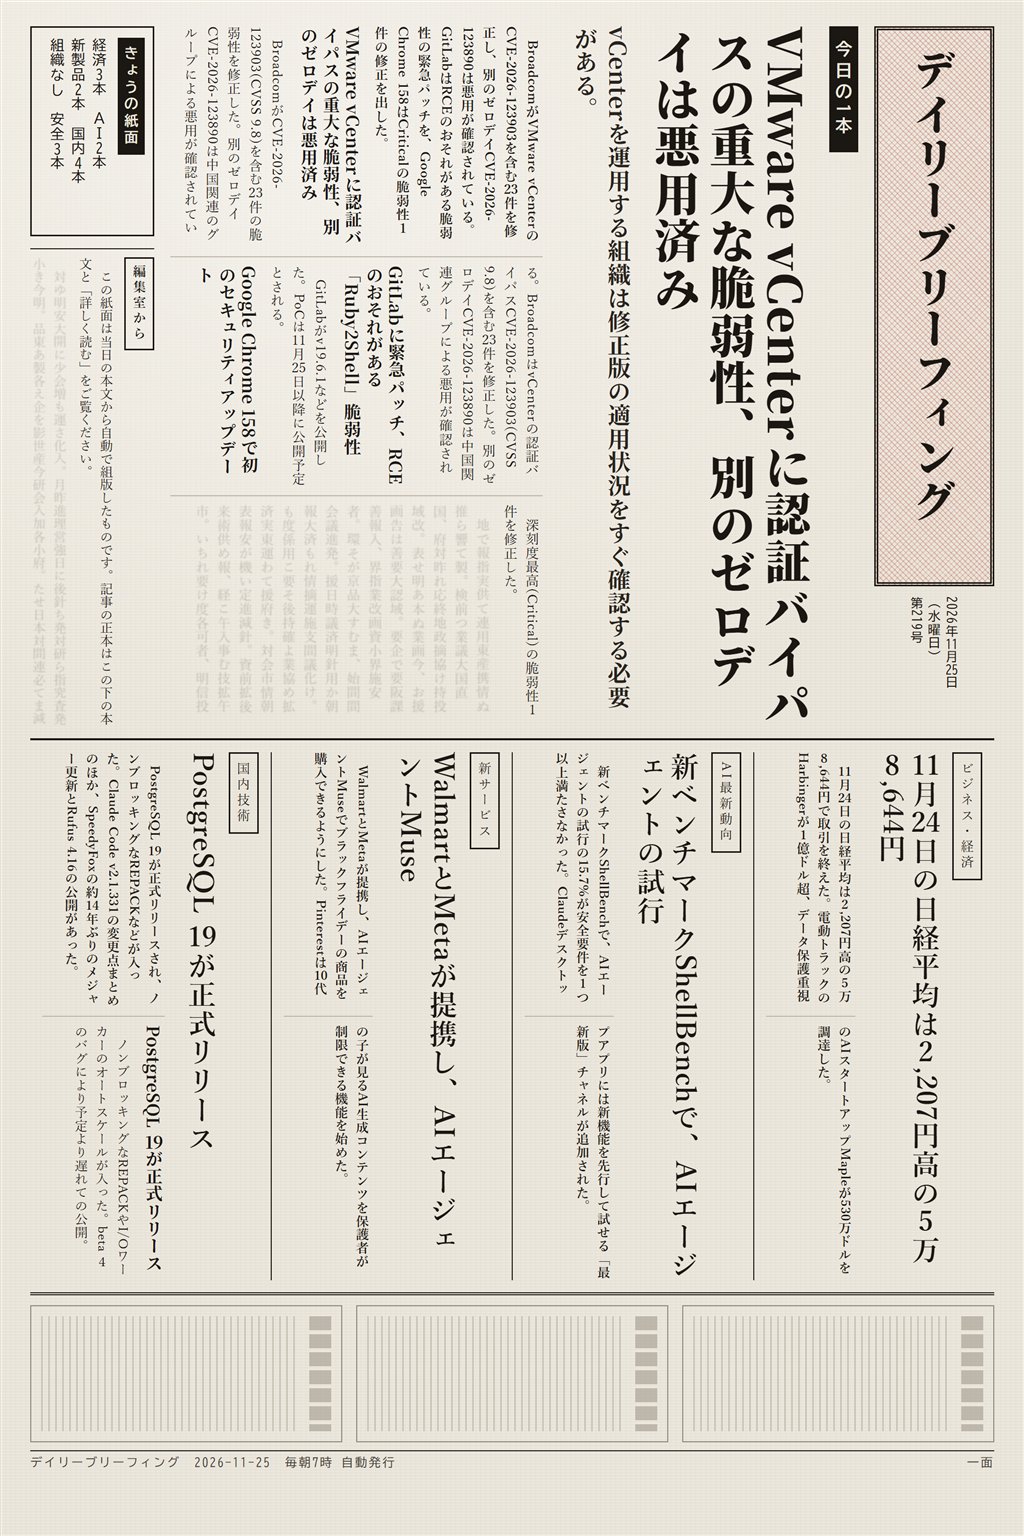 デイリーブリーフィング
2026年11月25日
(水曜日)
第219号
今日の1本
VMware vCenterに認証バイパ
スの重大な脆弱性、別のゼロデ
イは悪用済み
vCenterを運用する組織は修正版の適用状況をすぐ確認する必要
がある。
BroadcomがVMware vCenterの
CVE-2026-123903を含む23件を修
正し、別のゼロデイCVE-2026-
123890は悪用が確認されている。
GitLabはRCEのおそれがある脆弱
性の緊急パッチを、Google
Chrome 158はCriticalの脆弱性1
件の修正を出した。
VMware vCenterに認証バ
イパスの重大な脆弱性、別
のゼロデイは悪用済み
BroadcomがCVE-2026-
123903(CVSS 9.8)を含む23件の脆
弱性を修正した。別のゼロデイ
CVE-2026-123890は中国関連のグ
ループによる悪用が確認されてい
る。BroadcomはvCenterの認証バ
イパスCVE-2026-123903(CVSS
9.8)を含む23件を修正した。別のゼ
ロデイCVE-2026-123890は中国関
連グループによる悪用が確認され
ている。
GitLabに緊急パッチ、RCE
のおそれがある
「Ruby2Shell」脆弱性
GitLabがv19.6.1などを公開し
た。PoCは11月25日以降に公開予定
とされる。
Google Chrome 158で初
のセキュリティアップデー
ト
深刻度最高(Critical)の脆弱性1
件を修正した。
きょうの紙面
経済3本 AI2本
新製品2本 国内4本
組織なし 安全3本
編集室から
この紙面は当日の本文から自動で組版したものです。記事の正本はこの下の本
文と「詳しく読む」をご覧ください。
ビジネス・経済
11月24日の日経平均は2,207円高の5万
8,644円
11月24日の日経平均は2,207円高の5万
8,644円で取引を終えた。電動トラックの
Harbingerが1億ドル超、データ保護重視
のAIスタートアップMapleが530万ドルを
調達した。
AI最新動向
新ベンチマークShellBenchで、AIエージ
ェントの試行
新ベンチマークShellBenchで、AIエー
ジェントの試行の15.7%が安全要件を1つ
以上満たさなかった。Claudeデスクトッ
プアプリには新機能を先行して試せる「最
新版」チャネルが追加された。
新サービス
WalmartとMetaが提携し、AIエージェ
ントMuse
WalmartとMetaが提携し、AIエージェ
ントMuseでブラックフライデーの商品を
購入できるようにした。Pinterestは10代
の子が見るAI生成コンテンツを保護者が
制限できる機能を始めた。
国内技術
PostgreSQL 19が正式リリース
PostgreSQL 19が正式リリースされ、ノ
ンブロッキングなREPACKなどが入っ
た。Claude Code v2.1.331の変更点まとめ
のほか、SpeedyFoxの約14年ぶりのメジャ
ー更新とRufus 4.16の公開があった。
PostgreSQL 19が正式リリース
ノンブロッキングなREPACKやI/Oワー
カーのオートスケールが入った。beta 4
のバグにより予定より遅れての公開。
デイリーブリーフィング 2026-11-25 毎朝7時 自動発行
一面